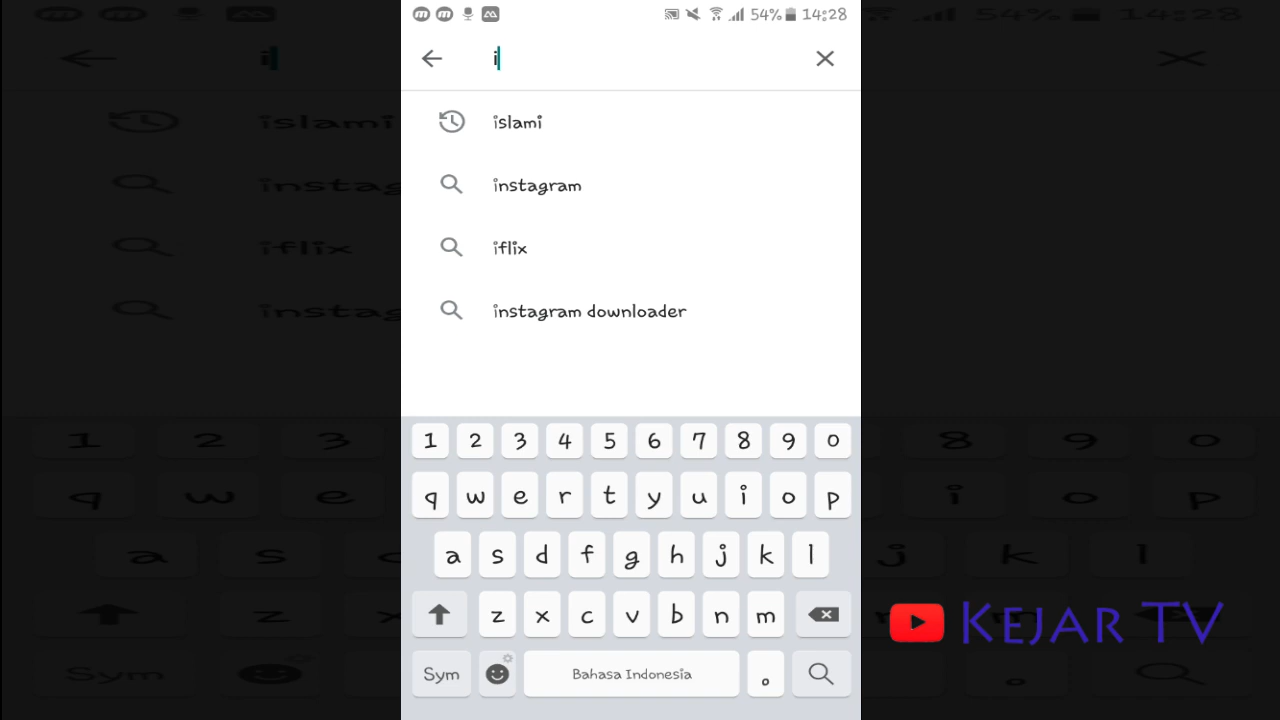 54% 14:28
i
islami
instagram
iflix
instagram downloader
1 2 3 4 5 6 7 8 9 0
q w e r t y u i o p
a s d f g h j k l
z x c v b n m
Sym Bahasa Indonesia .
KEJAR TV